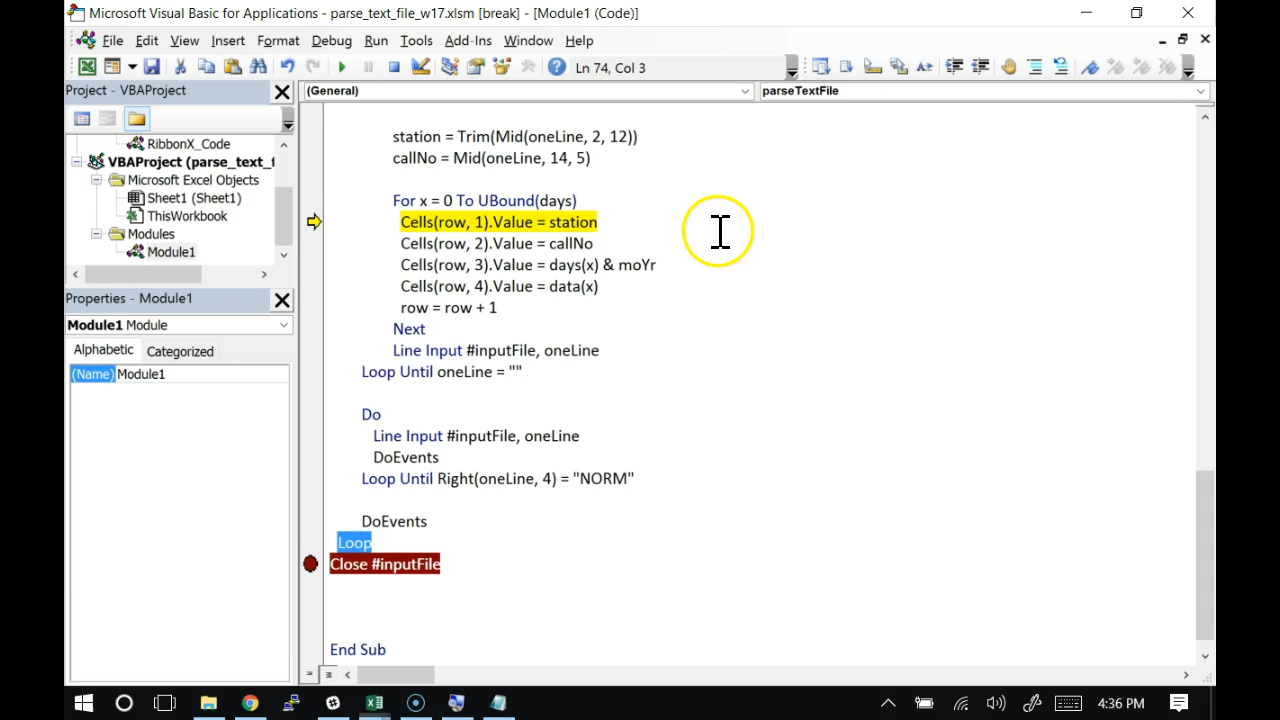 Microsoft Visual Basic for Applications - parse_text_file_w17.xlsm [break] - [Module1 (Code)]
File Edit View Insert Format Debug Run Tools Add-Ins Window Help
Ln 74, Col 3
Project - VBAProject
(General)
parseTextFile
RibbonX_Code
VBAProject (parse_text_f
Microsoft Excel Objects
Sheet1 (Sheet1)
ThisWorkbook
Modules
Module1
Properties - Module1
Module1 Module
Alphabetic Categorized
(Name) Module1
station = Trim(Mid(oneLine, 2, 12))
callNo = Mid(oneLine, 14, 5)
For x = 0 To UBound(days)
Cells(row, 1).Value = station
Cells(row, 2).Value = callNo
Cells(row, 3).Value = days(x) & moYr
Cells(row, 4).Value = data(x)
row = row + 1
Next
Line Input #inputFile, oneLine
Loop Until oneLine = ""
Do
Line Input #inputFile, oneLine
DoEvents
Loop Until Right(oneLine, 4) = "NORM"
DoEvents
Loop
Close #inputFile
End Sub
4:36 PM